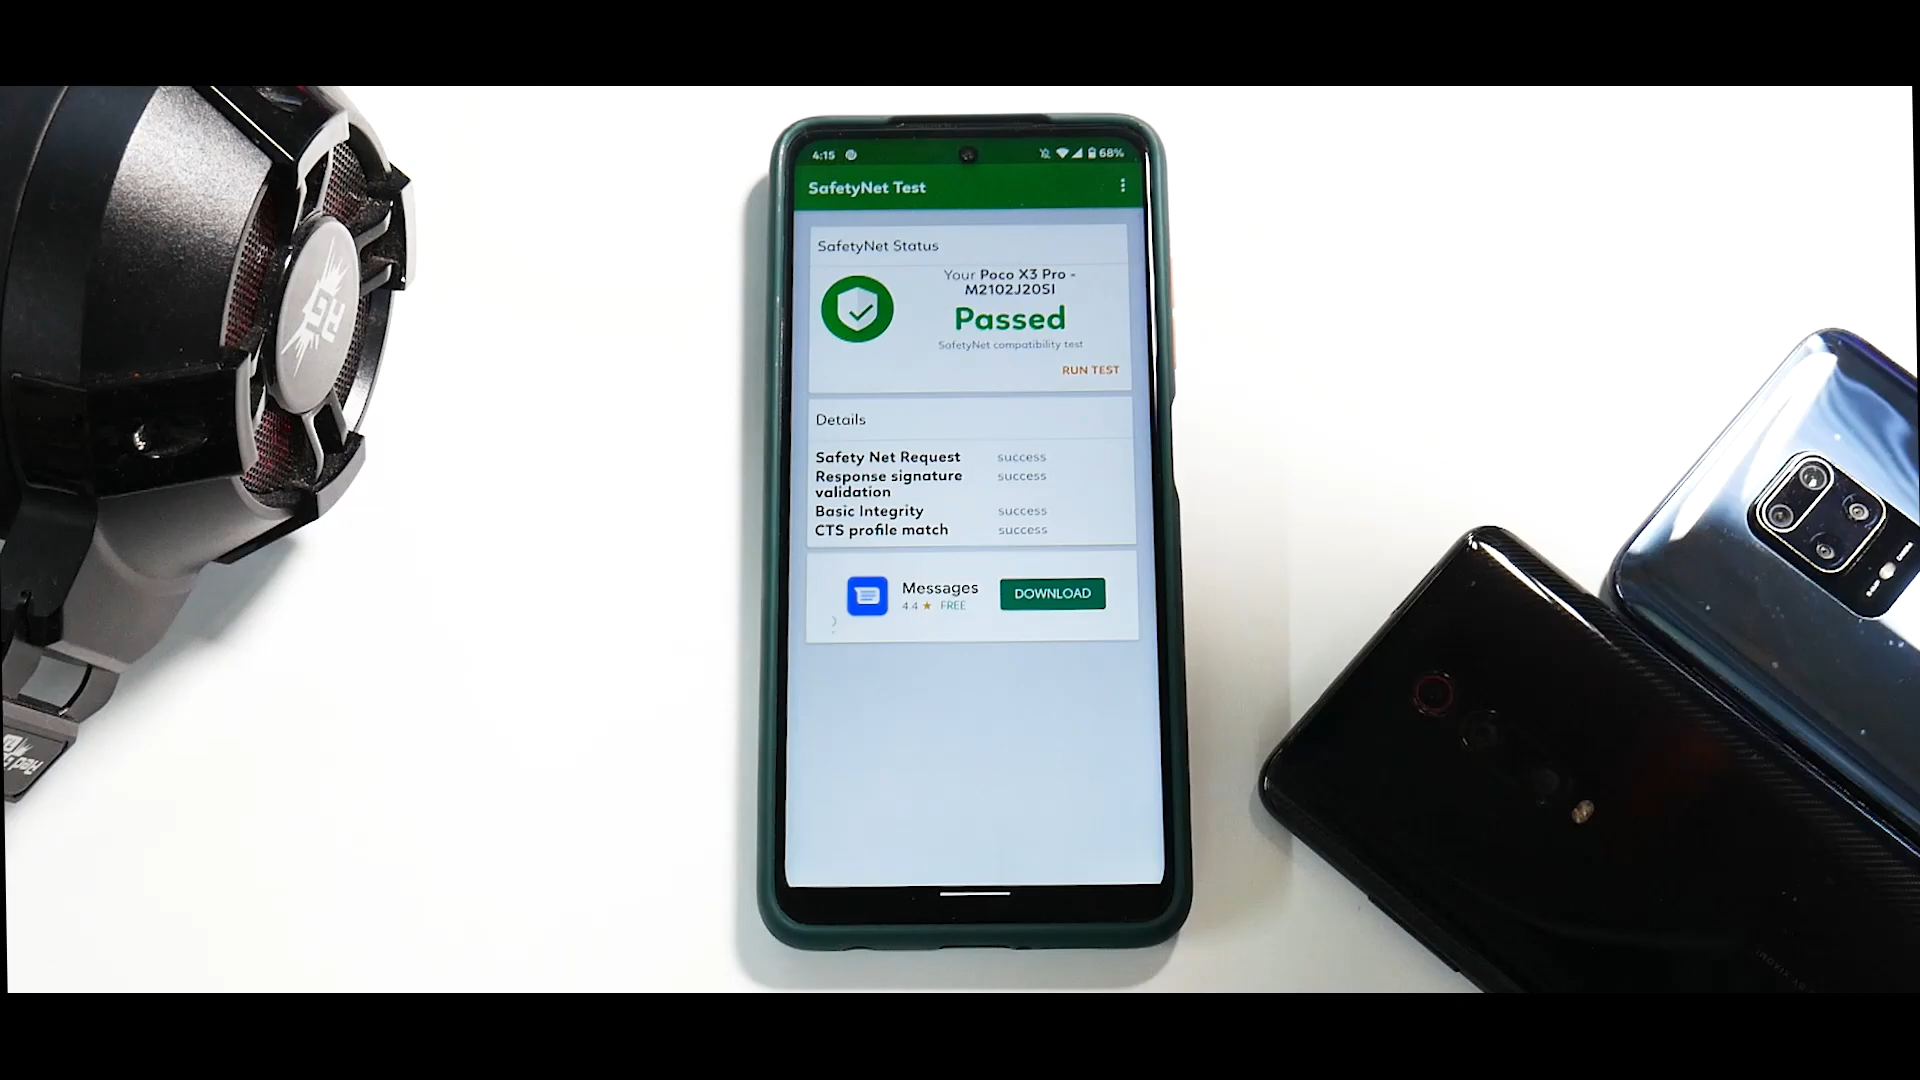 4:15
68%
SafetyNet Test
SafetyNet Status
Your Poco X3 Pro -
M2102J20SI
Passed
SafetyNet compatibility test
RUN TEST
Details
Safety Net Request success
Response signature success
validation
Basic Integrity success
CTS profile match success
Messages
4.4 ★ FREE
DOWNLOAD